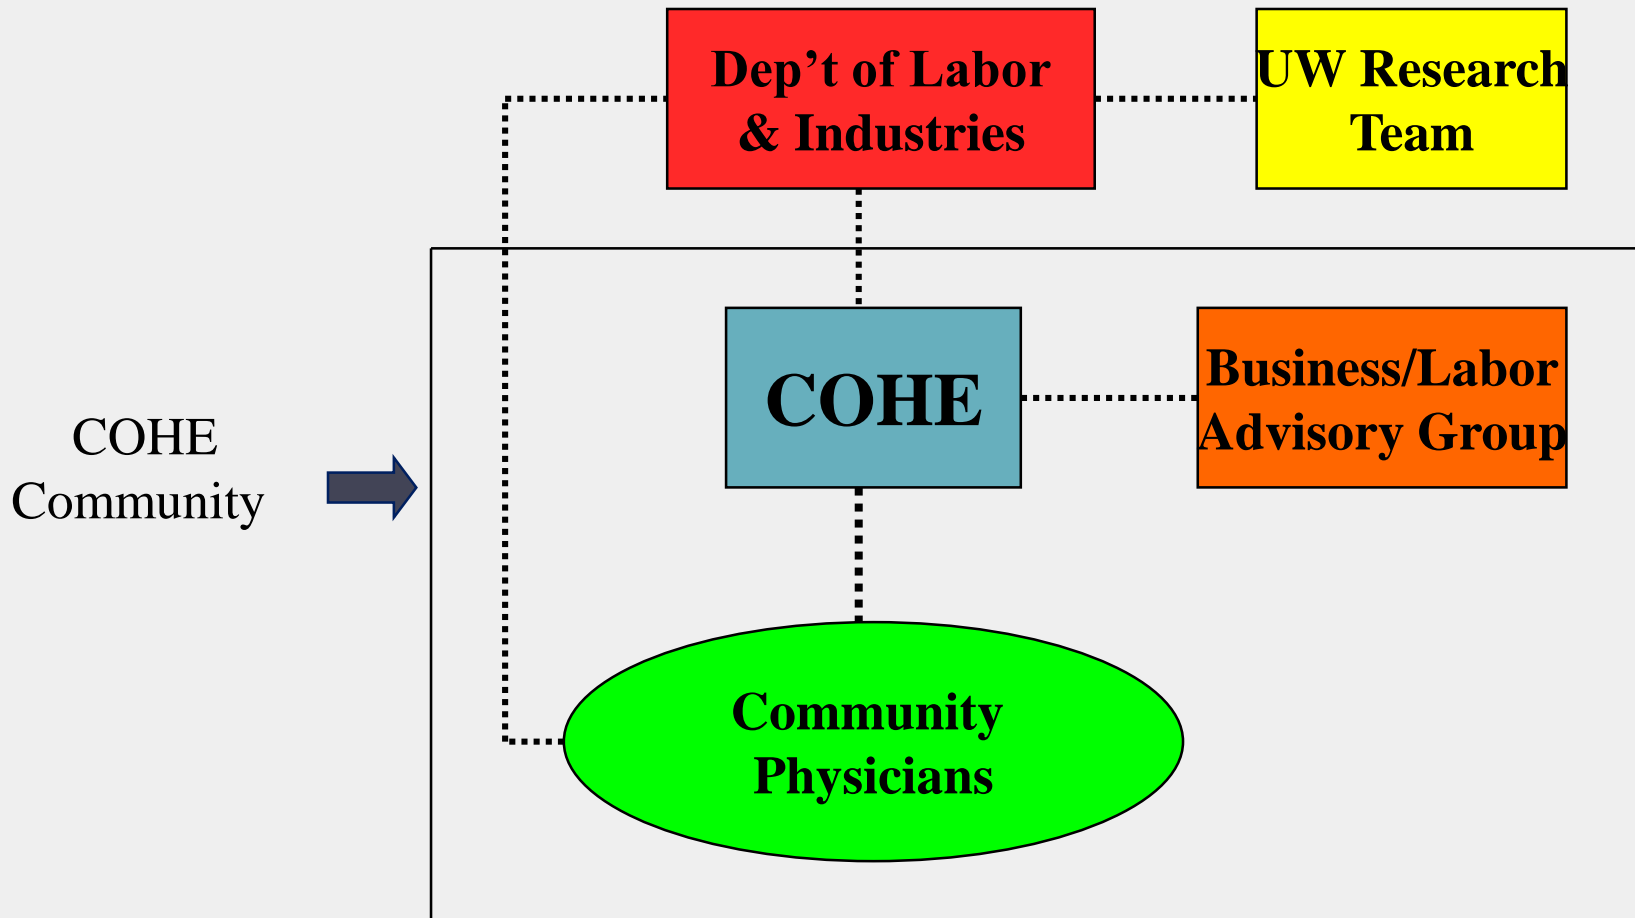 Dep’t of Labor
& Industries
UW Research
Team
COHE
Business/Labor
Advisory Group
COHE
Community
Community
Physicians